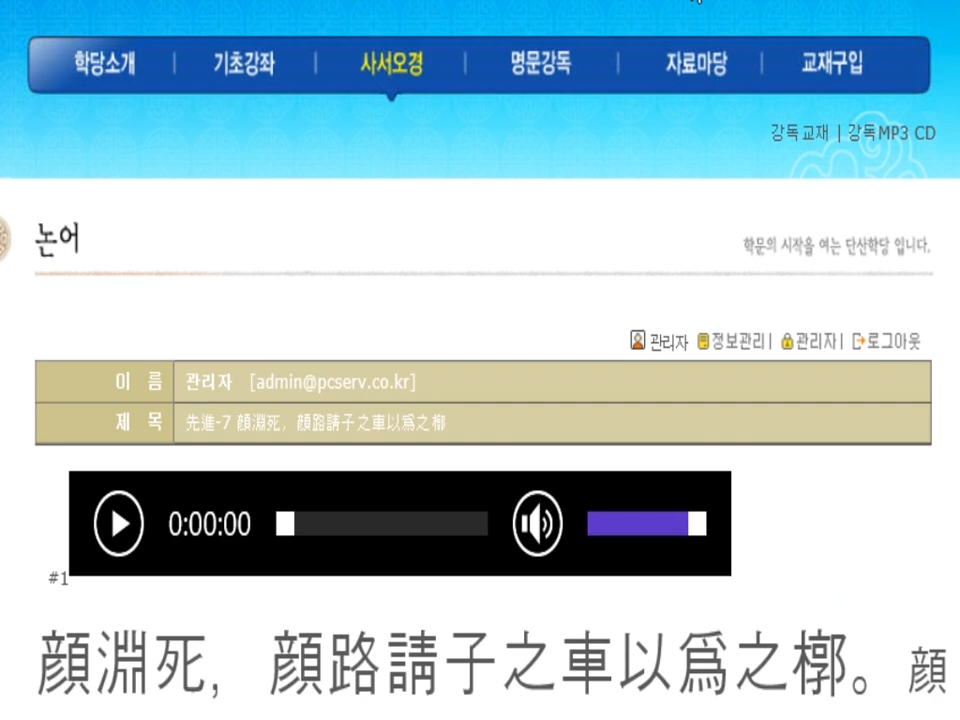 학당소개 | 기초강좌 | 사서오경 | 명문강독 | 자료마당 | 교재구입
강독교재 | 강독MP3 CD
논어
학문의 시작을 여는 단산학당 입니다.
관리자 정보관리| 관리자| 로그아웃
이 름 관리자 [admin@pcserv.co.kr]
제 목 先進-7 顔淵死, 顔路請子之車以爲之槨
0:00:00
#1
顔淵死, 顔路請子之車以爲之槨。顔